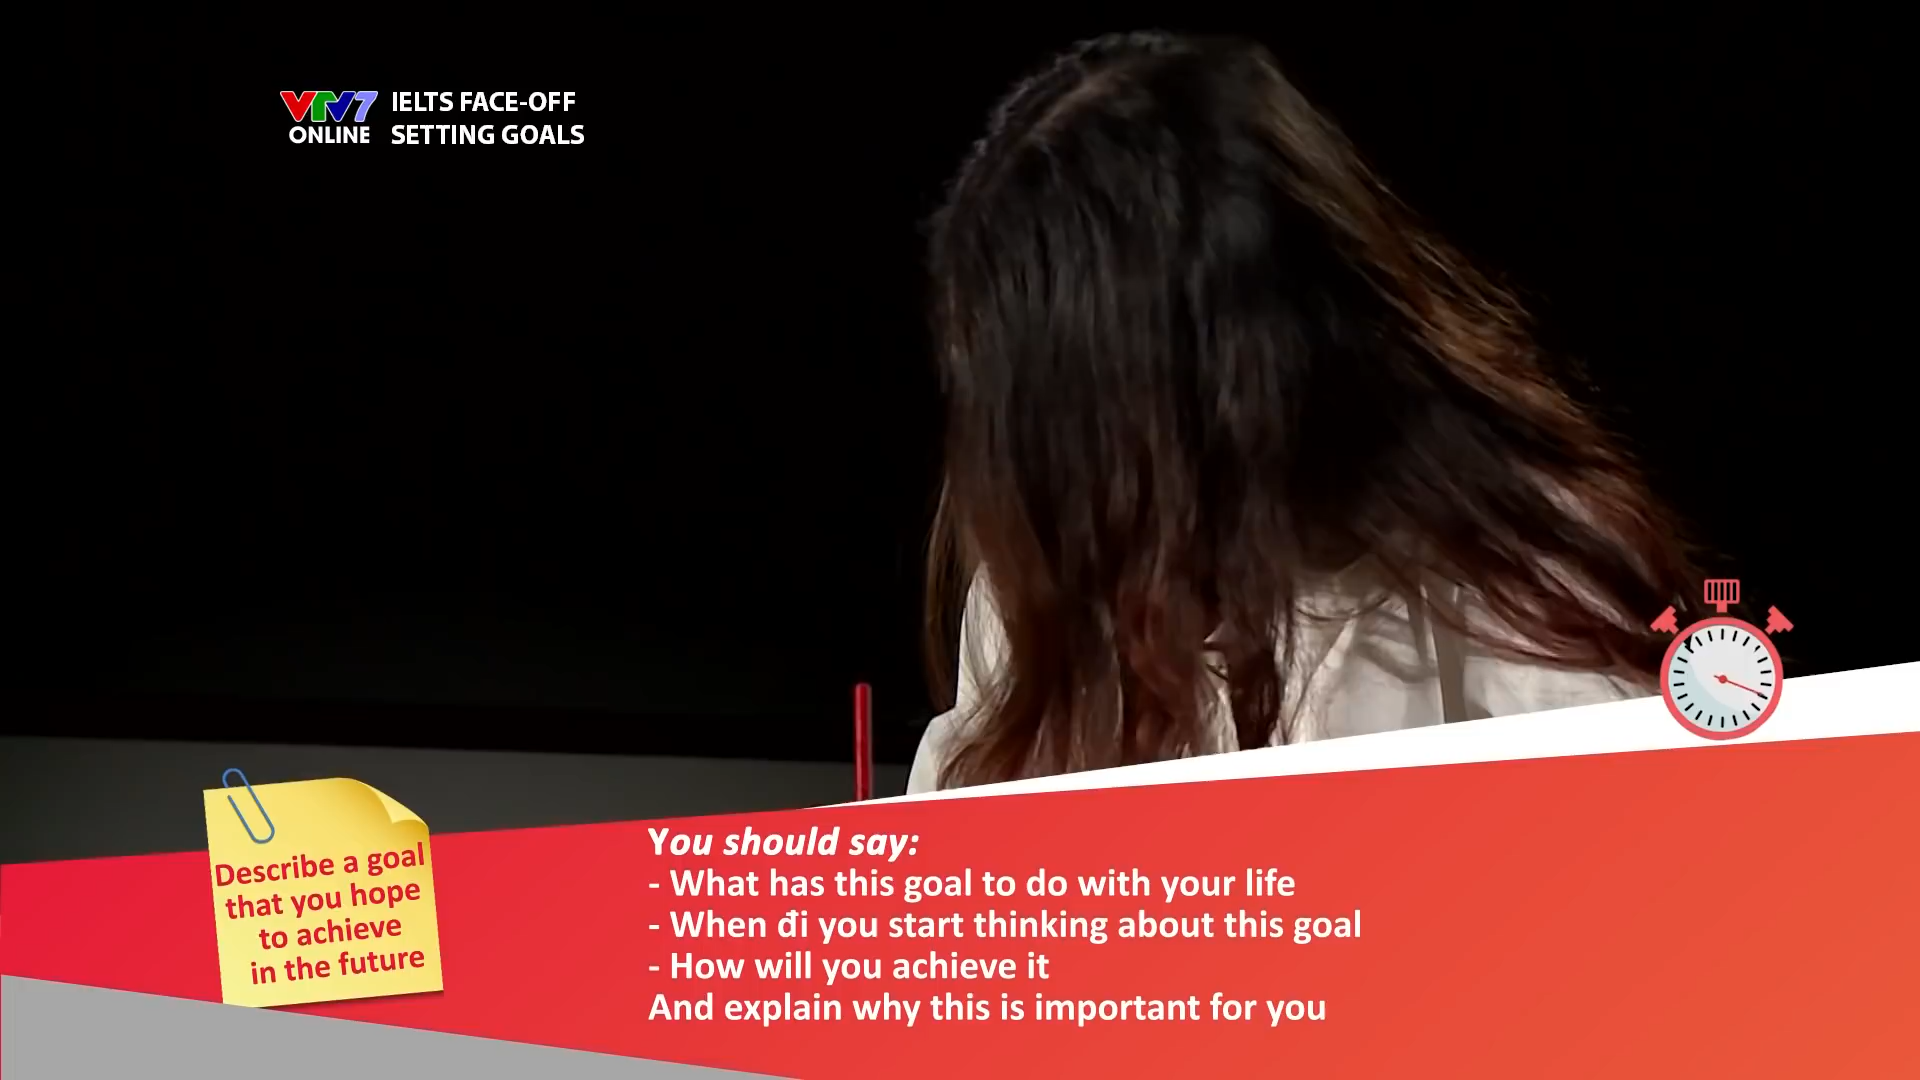 VTV7
ONLINE
IELTS FACE-OFF
SETTING GOALS
Describe a goal
that you hope
to achieve
in the future
You should say:
- What has this goal to do with your life
- When đi you start thinking about this goal
- How will you achieve it
And explain why this is important for you